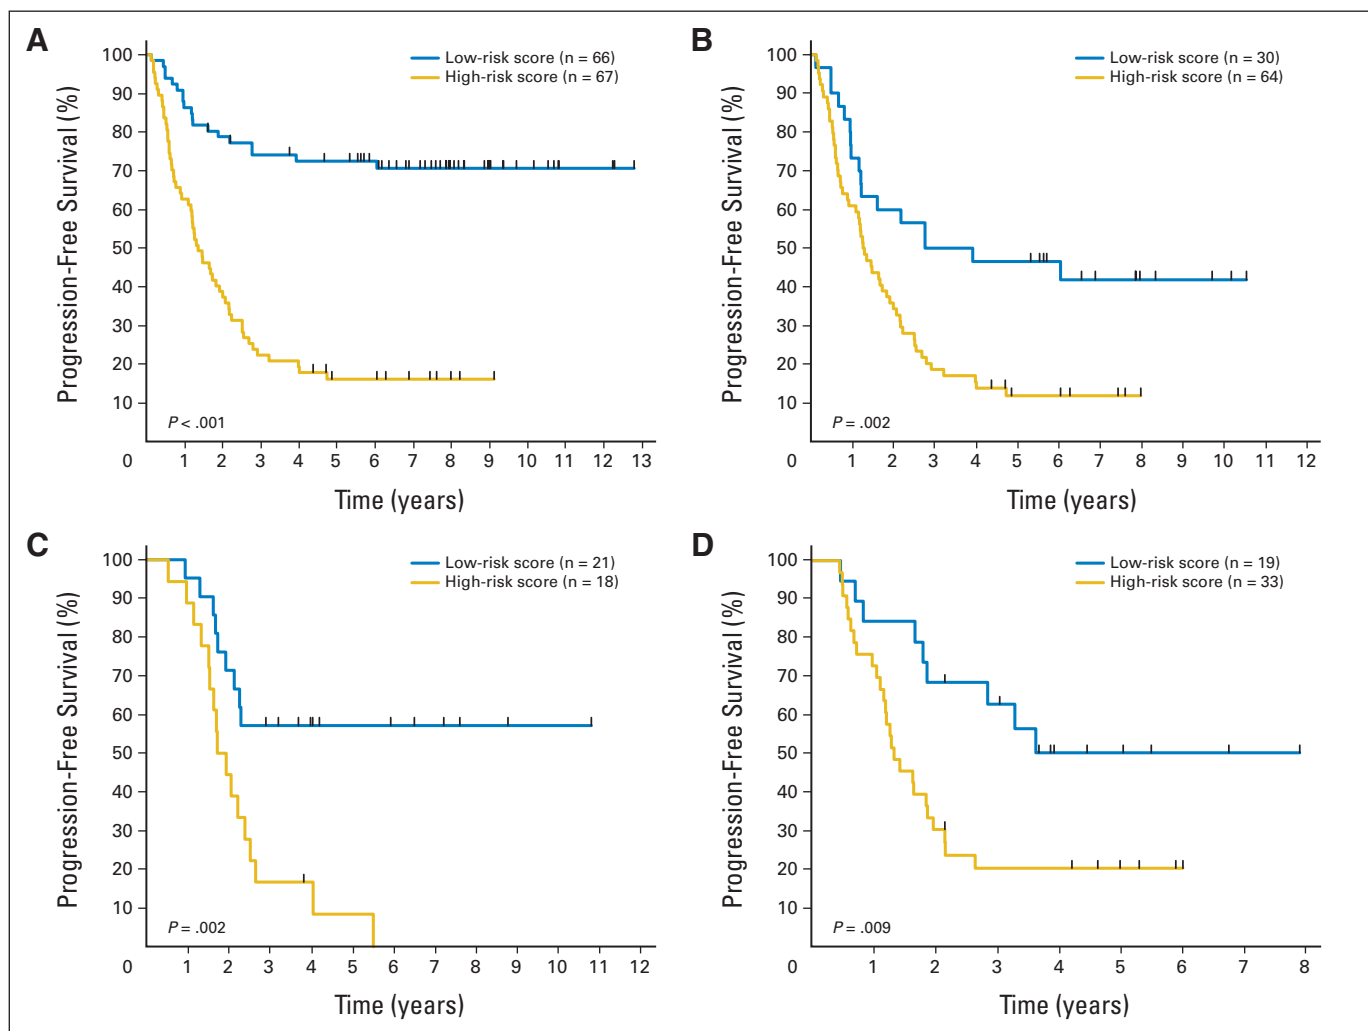 A
Progression-Free Survival (%)
100
90
80
70
60
50
40
30
20
10
0
Low-risk score (n = 66)
High-risk score (n = 67)
P < .001
1 2 3 4 5 6 7 8 9 10 11 12 13
Time (years)
B
Progression-Free Survival (%)
100
90
80
70
60
50
40
30
20
10
0
Low-risk score (n = 30)
High-risk score (n = 64)
P = .002
1 2 3 4 5 6 7 8 9 10 11 12
Time (years)
C
Progression-Free Survival (%)
100
90
80
70
60
50
40
30
20
10
0
Low-risk score (n = 21)
High-risk score (n = 18)
P = .002
1 2 3 4 5 6 7 8 9 10 11 12
Time (years)
D
Progression-Free Survival (%)
100
90
80
70
60
50
40
30
20
10
0
Low-risk score (n = 19)
High-risk score (n = 33)
P = .009
1 2 3 4 5 6 7 8
Time (years)